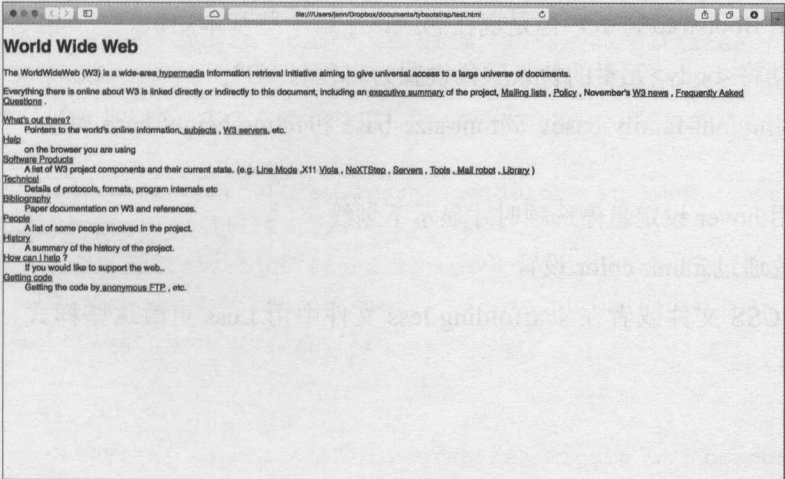 file:///Users/jenn/Dropbox/documents/tybootstrap/test.html
World Wide Web
The WorldWideWeb (W3) is a wide-area hypermedia information retrieval initiative aiming to give universal access to a large universe of documents.
Everything there is online about W3 is linked directly or indirectly to this document, including an executive summary of the project, Mailing lists , Policy , November's W3 news , Frequently Asked
Questions .
What's out there?
Pointers to the world's online information, subjects , W3 servers, etc.
Help
on the browser you are using
Software Products
A list of W3 project components and their current state. (e.g. Line Mode ,X11 Viola , NeXTStep , Servers , Tools , Mail robot , Library )
Technical
Details of protocols, formats, program internals etc
Bibliography
Paper documentation on W3 and references.
People
A list of some people involved in the project.
History
A summary of the history of the project.
How can I help ?
If you would like to support the web..
Getting code
Getting the code by anonymous FTP , etc.